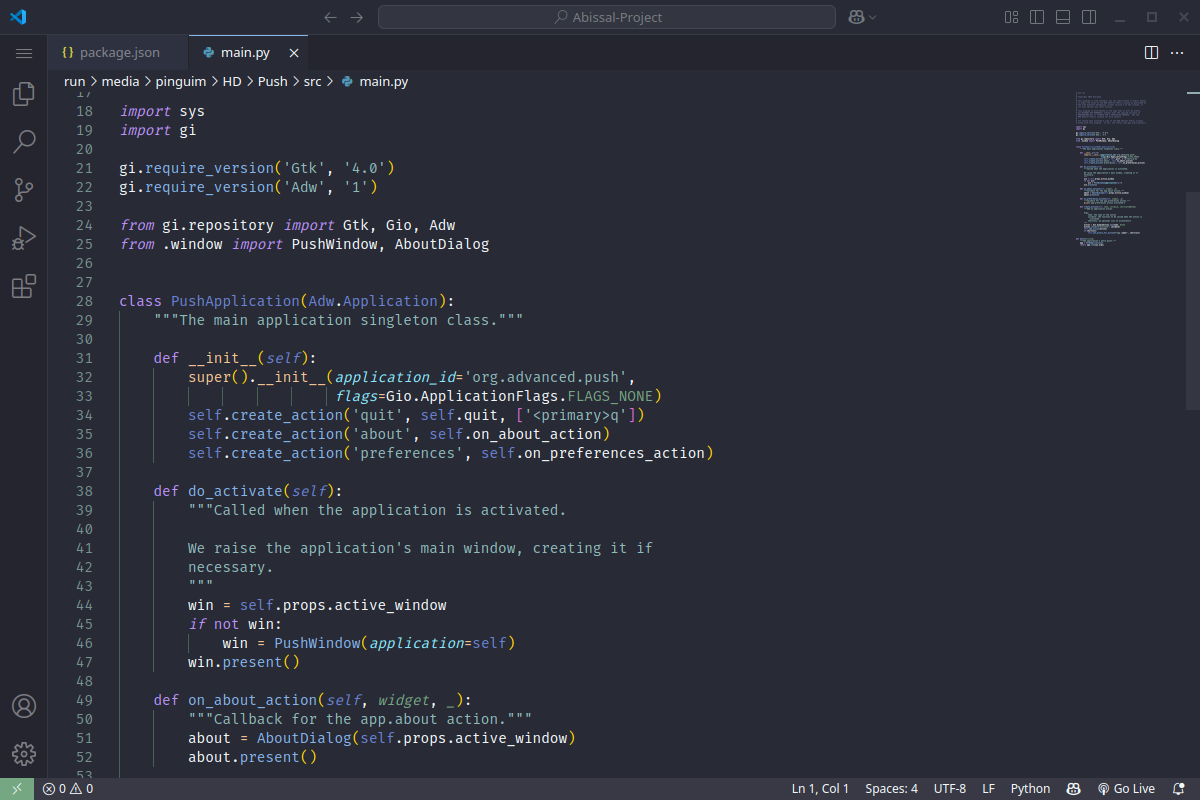 Abissal-Project
{} package.json
main.py
run > media > pinguim > HD > Push > src > main.py
17
18 import sys
19 import gi
20
21 gi.require_version('Gtk', '4.0')
22 gi.require_version('Adw', '1')
23
24 from gi.repository import Gtk, Gio, Adw
25 from .window import PushWindow, AboutDialog
26
27
28 class PushApplication(Adw.Application):
29     """The main application singleton class."""
30
31     def __init__(self):
32         super().__init__(application_id='org.advanced.push',
33                          flags=Gio.ApplicationFlags.FLAGS_NONE)
34         self.create_action('quit', self.quit, ['<primary>q'])
35         self.create_action('about', self.on_about_action)
36         self.create_action('preferences', self.on_preferences_action)
37
38     def do_activate(self):
39         """Called when the application is activated.
40
41         We raise the application's main window, creating it if
42         necessary.
43         """
44         win = self.props.active_window
45         if not win:
46             win = PushWindow(application=self)
47         win.present()
48
49     def on_about_action(self, widget, _):
50         """Callback for the app.about action."""
51         about = AboutDialog(self.props.active_window)
52         about.present()
53
0 0 Ln 1, Col 1 Spaces: 4 UTF-8 LF Python Go Live